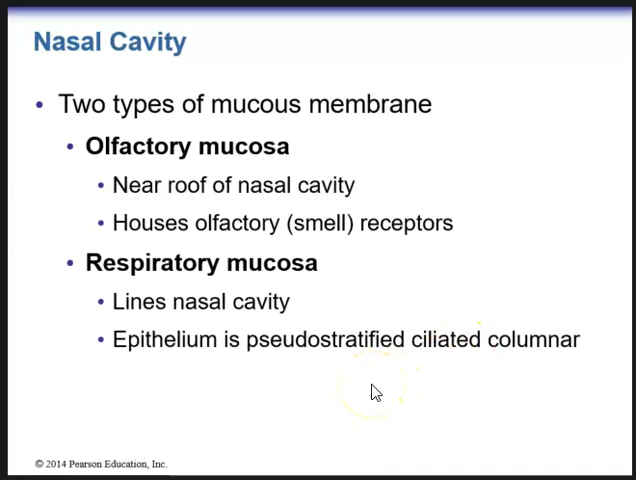 Nasal Cavity
• Two types of mucous membrane
• Olfactory mucosa
• Near roof of nasal cavity
• Houses olfactory (smell) receptors
• Respiratory mucosa
• Lines nasal cavity
• Epithelium is pseudostratified ciliated columnar
© 2014 Pearson Education, Inc.